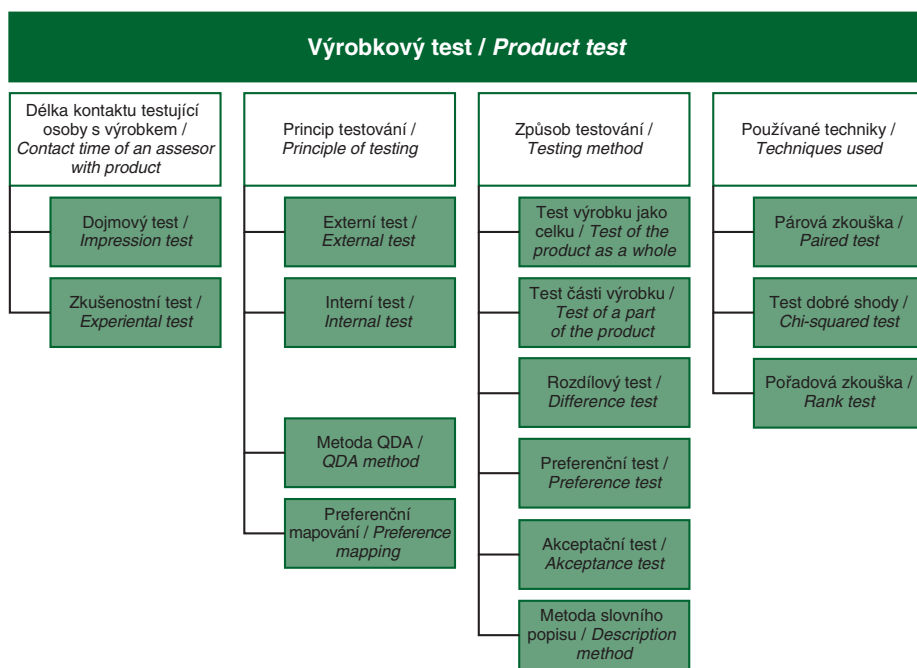 Výrobkový test / Product test
Délka kontaktu testující
osoby s výrobkem /
Contact time of an assesor
with product
Dojmový test /
Impression test
Zkušenostní test /
Experiental test
Princip testování /
Principle of testing
Externí test /
External test
Interní test /
Internal test
Metoda QDA /
QDA method
Preferenční
mapování / Preference
mapping
Způsob testování /
Testing method
Test výrobku jako
celku / Test of the
product as a whole
Test části výrobku /
Test of a part
of the product
Rozdílový test /
Difference test
Preferenční test /
Preference test
Akceptační test /
Akceptance test
Metoda slovního
popisu / Description
method
Používané techniky /
Techniques used
Párová zkouška /
Paired test
Test dobré shody /
Chi-squared test
Pořadová zkouška /
Rank test